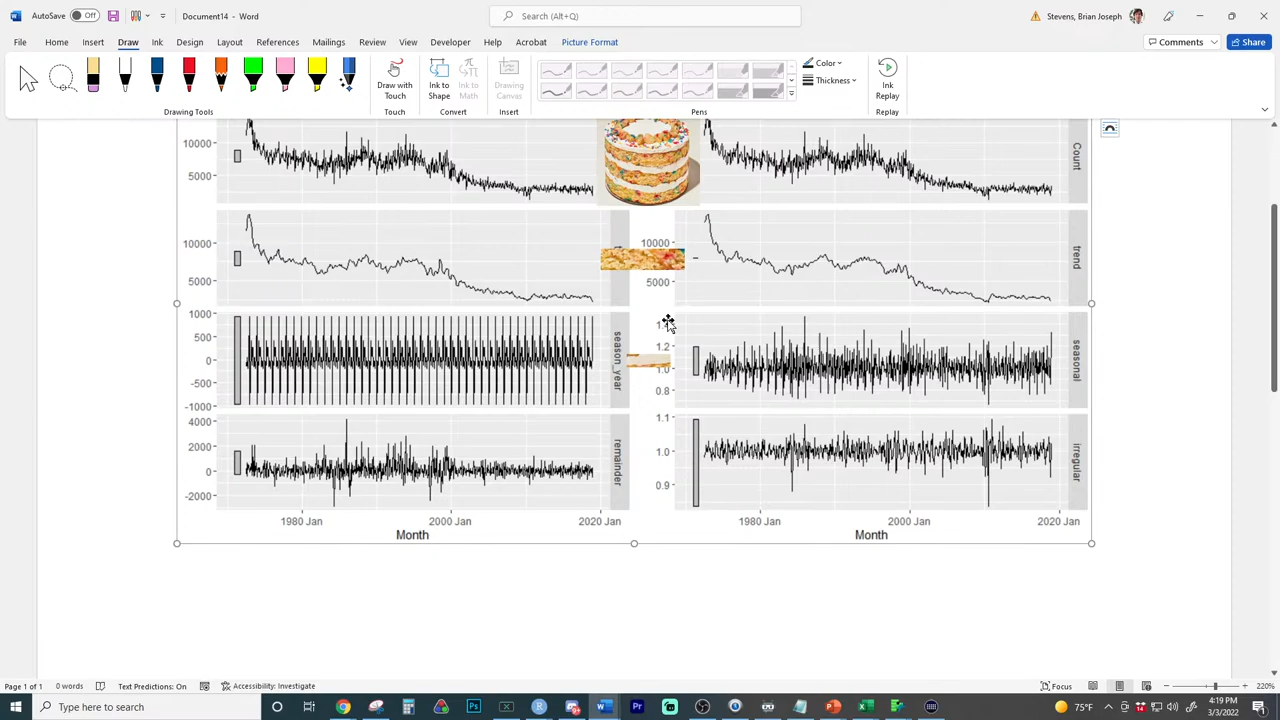 AutoSave Off Document14 - Word Search (Alt+Q) Stevens, Brian Joseph
File Home Insert Draw Ink Design Layout References Mailings Review View Developer Help Acrobat Picture Format Comments Share
Draw with Touch
Ink to Shape
Ink to Math
Drawing Canvas
Color
Thickness
Ink Replay
Drawing Tools Touch Convert Insert Pens Replay
10000
5000
10000
5000
1000
500
0
-500
-1000
season_year
4000
2000
0
-2000
remainder
1980 Jan 2000 Jan 2020 Jan
Month
Count
10000
5000
trend
1.2
1.0
0.8
seasonal
1.1
1.0
0.9
irregular
1980 Jan 2000 Jan 2020 Jan
Month
Page 1 of 1 0 words Text Predictions: On Accessibility: Investigate Focus 220%
Type here to search 75°F 4:19 PM
3/3/2022